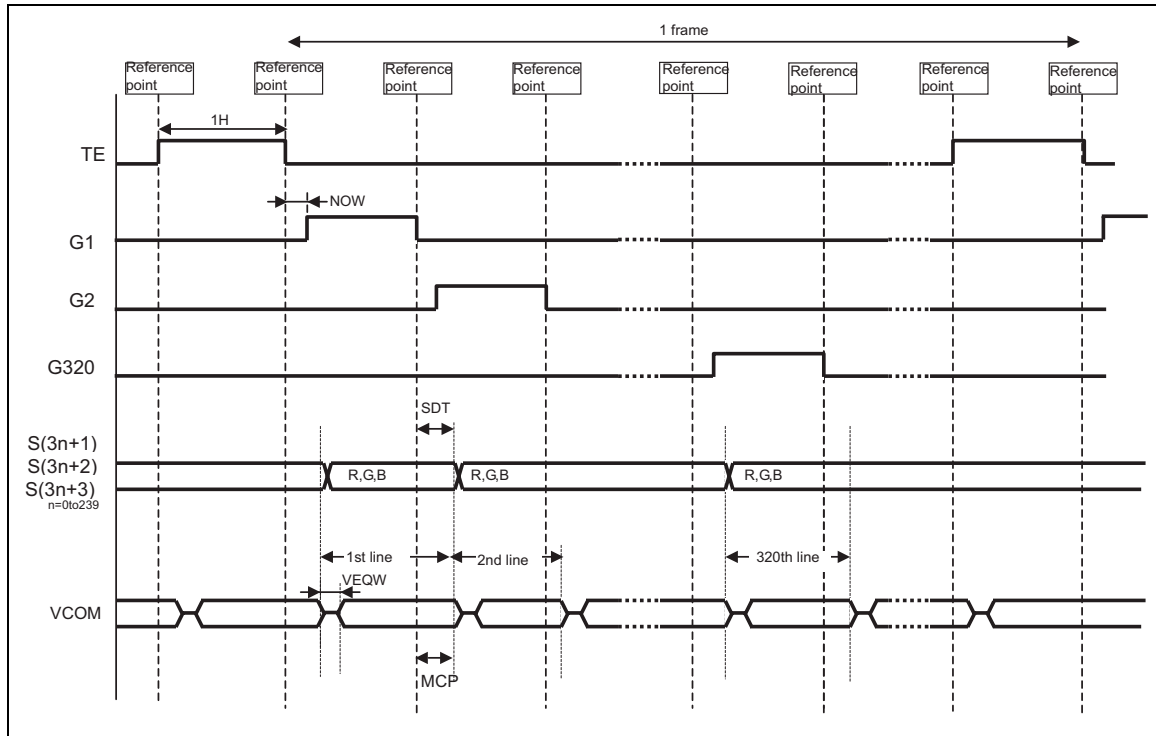 1 frame
Reference
point
Reference
point
Reference
point
Reference
point
Reference
point
Reference
point
Reference
point
Reference
point
1H
TE
NOW
G1
G2
G320
SDT
S(3n+1)
S(3n+2)
S(3n+3)
n=0to239
R,G,B
R,G,B
R,G,B
1st line
2nd line
320th line
VEQW
VCOM
MCP